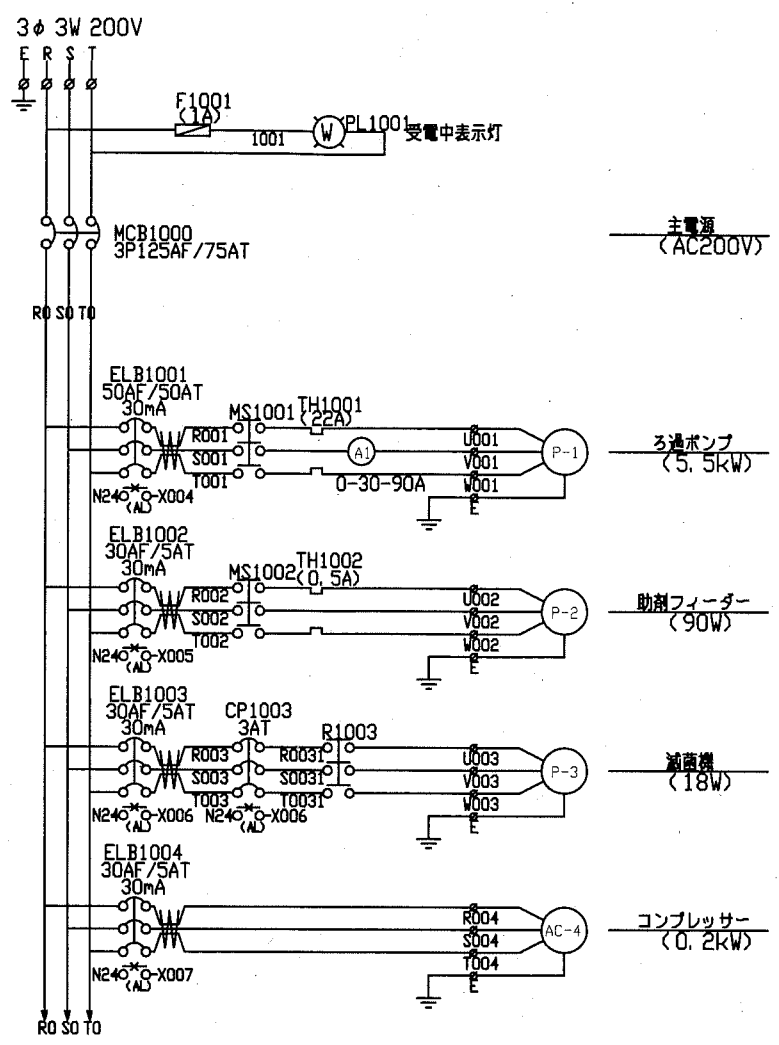 3φ 3W 200V
E R S T
F1001
(1A)
1001
W
PL1001
受電中表示灯
MCB1000
3P125AF/75AT
主電源
(AC200V)
R0 S0 T0
ELB1001
50AF/50AT
30mA
R001
S001
T001
N24 X004
(AL)
MS1001
TH1001
(22A)
A1
0-30-90A
U001
V001
W001
E
P-1
ろ過ポンプ
(5.5kW)
ELB1002
30AF/5AT
30mA
R002
S002
T002
N24 X005
(AL)
MS1002
TH1002
(0.5A)
U002
V002
W002
E
P-2
助剤フィーダー
(90W)
ELB1003
30AF/5AT
30mA
R003
S003
T003
N24 X006
(AL)
CP1003
3AT
N24 X006
(AL)
R1003
R0031
S0031
T0031
U003
V003
W003
E
P-3
滅菌機
(18W)
ELB1004
30AF/5AT
30mA
N24 X007
(AL)
R004
S004
T004
E
AC-4
コンプレッサー
(0.2kW)
R0 S0 T0